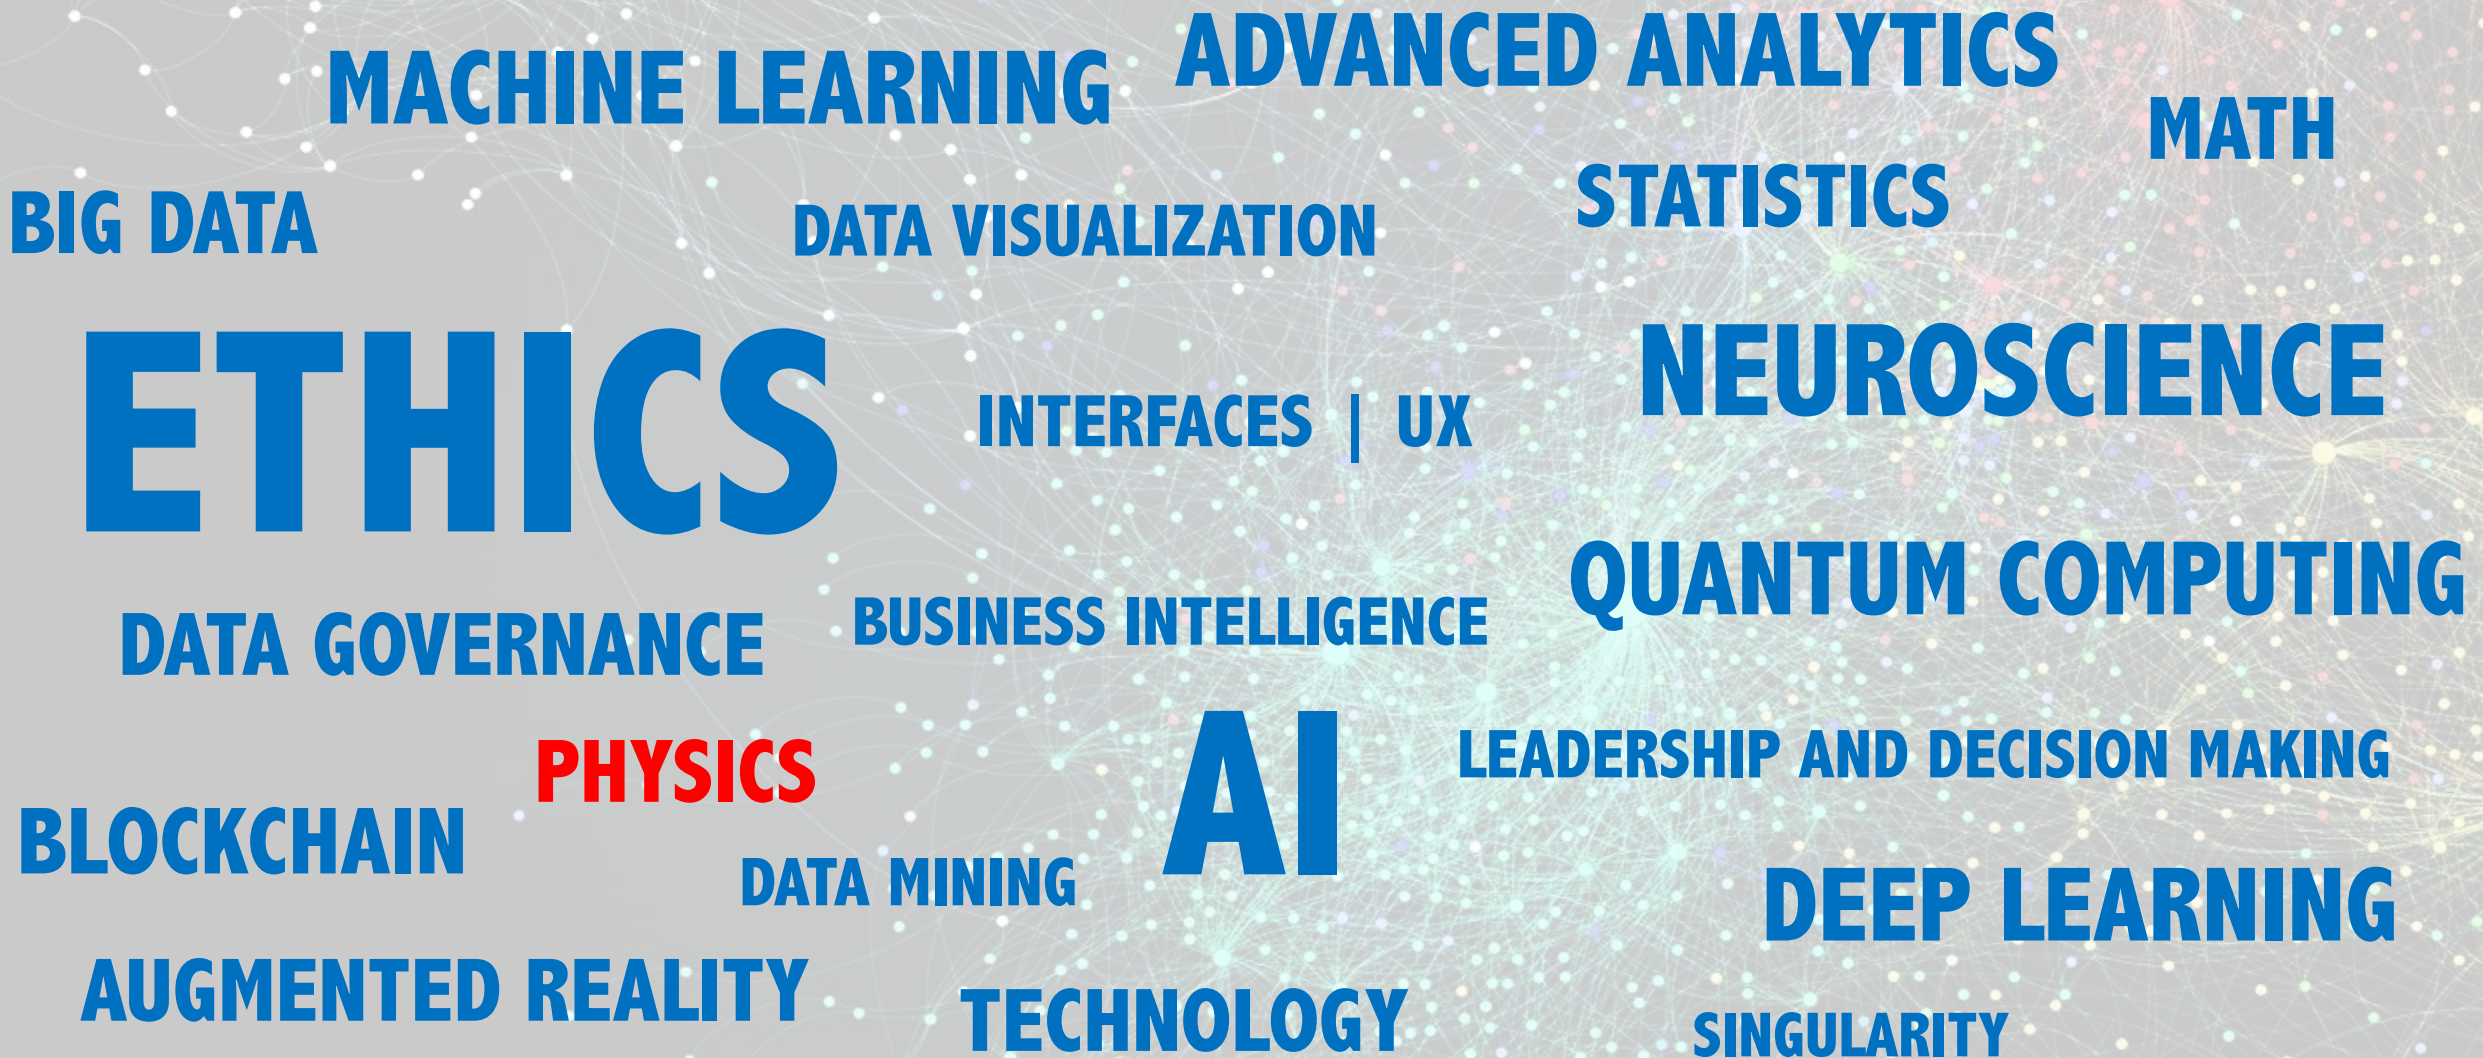 ADVANCED ANALYTICS
MACHINE LEARNING
MATH
STATISTICS
BIG DATA
DATA VISUALIZATION
ETHICS
NEUROSCIENCE
INTERFACES | UX
QUANTUM COMPUTING
DATA GOVERNANCE
BUSINESS INTELLIGENCE
PHYSICS
AI
LEADERSHIP AND DECISION MAKING
BLOCKCHAIN
DATA MINING
DEEP LEARNING
AUGMENTED REALITY
TECHNOLOGY
SINGULARITY